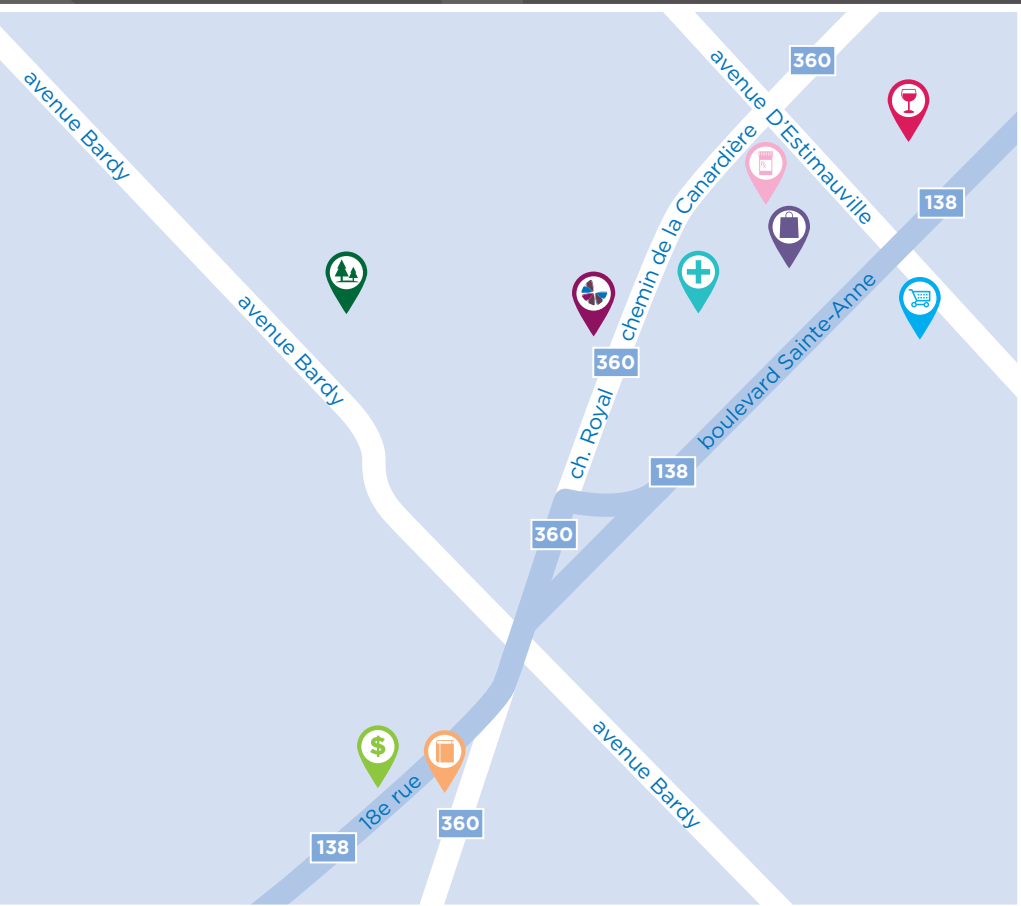 360
avenue D'Estimauville
avenue Bardy
chemin de la Canardière
138
avenue Bardy
boulevard Sainte-Anne
360
ch. Royal
138
360
$
avenue Bardy
18e rue
360
138